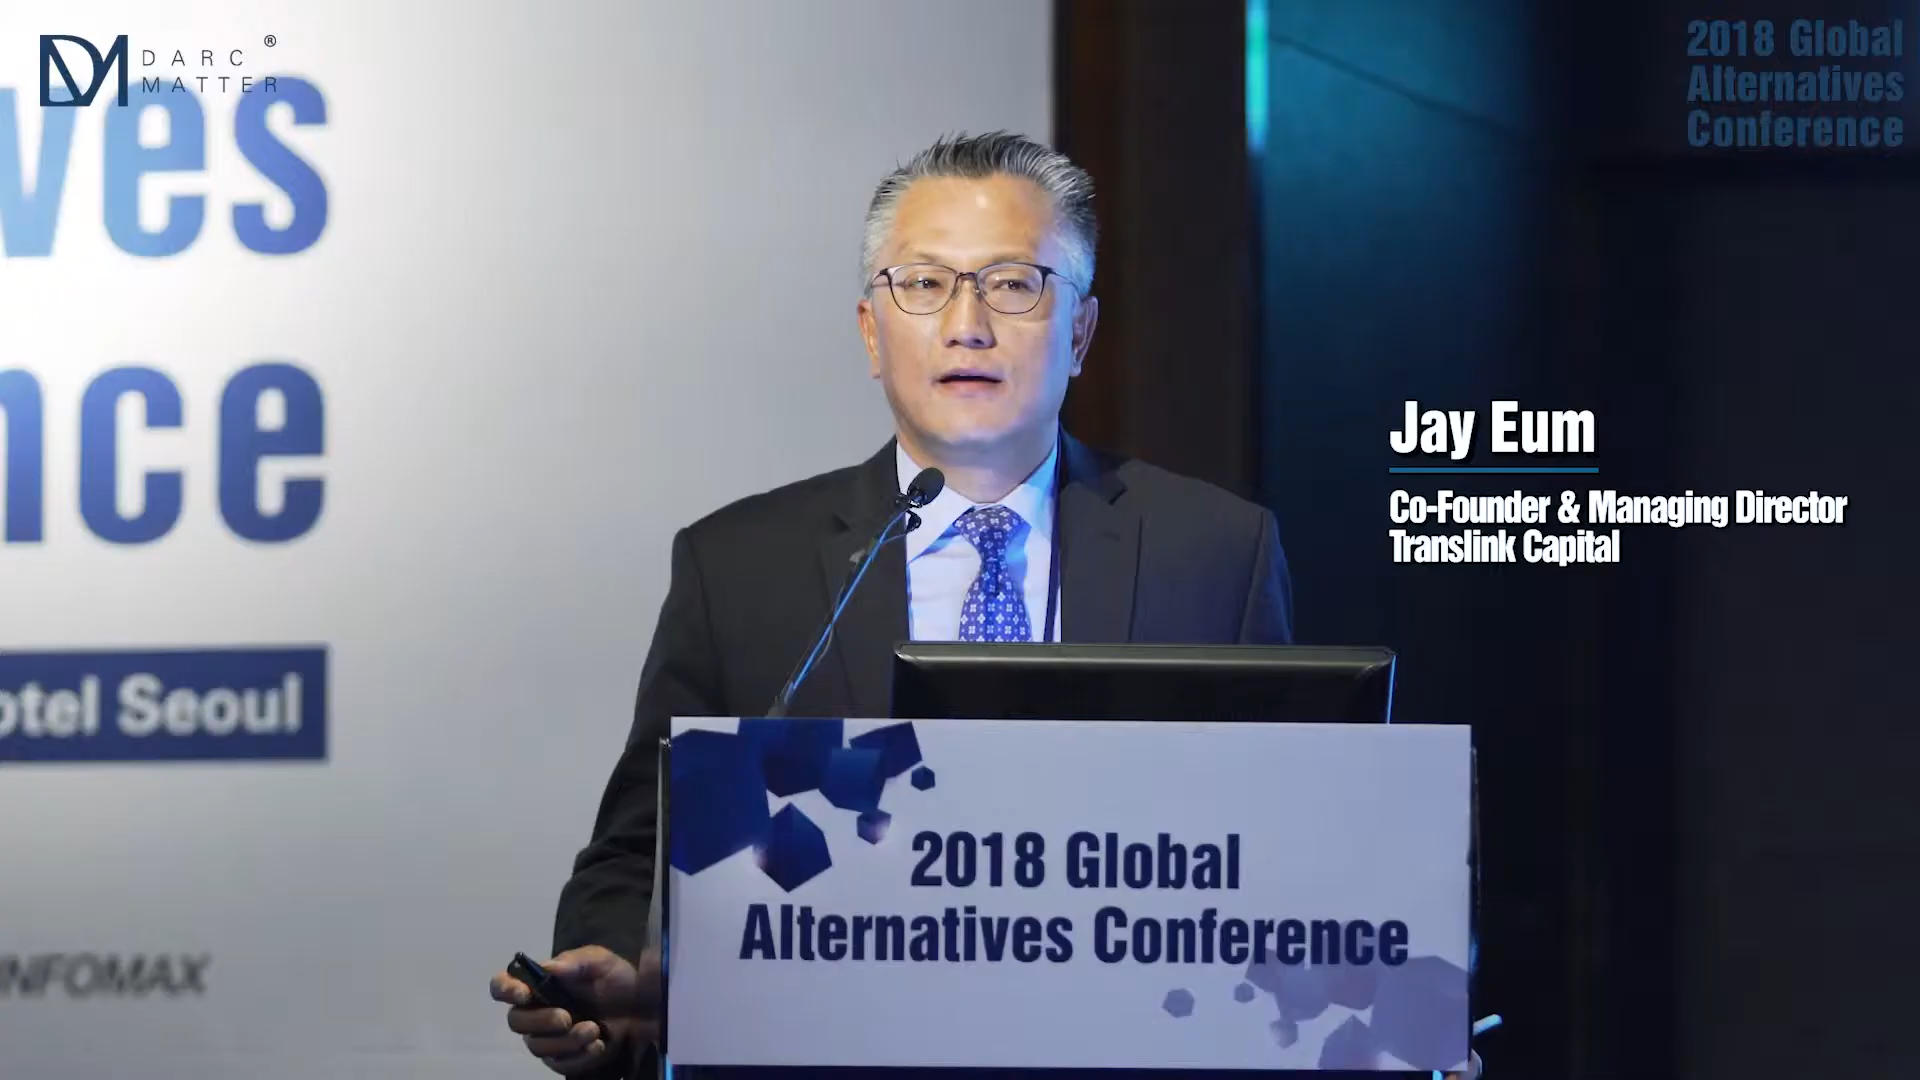 DARC ®
MATTER
2018 Global
Alternatives
Conference
ves
nce
otel Seoul
INFOMAX
Jay Eum
Co-Founder & Managing Director
Translink Capital
2018 Global
Alternatives Conference